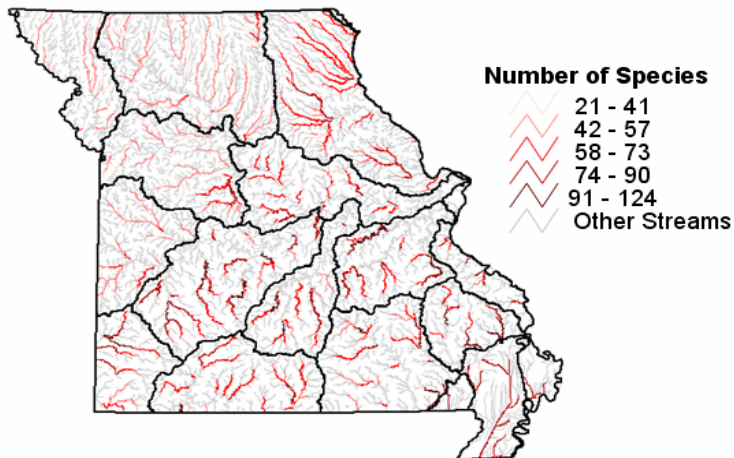 Number of Species
21 - 41
42 - 57
58 - 73
74 - 90
91 - 124
Other Streams